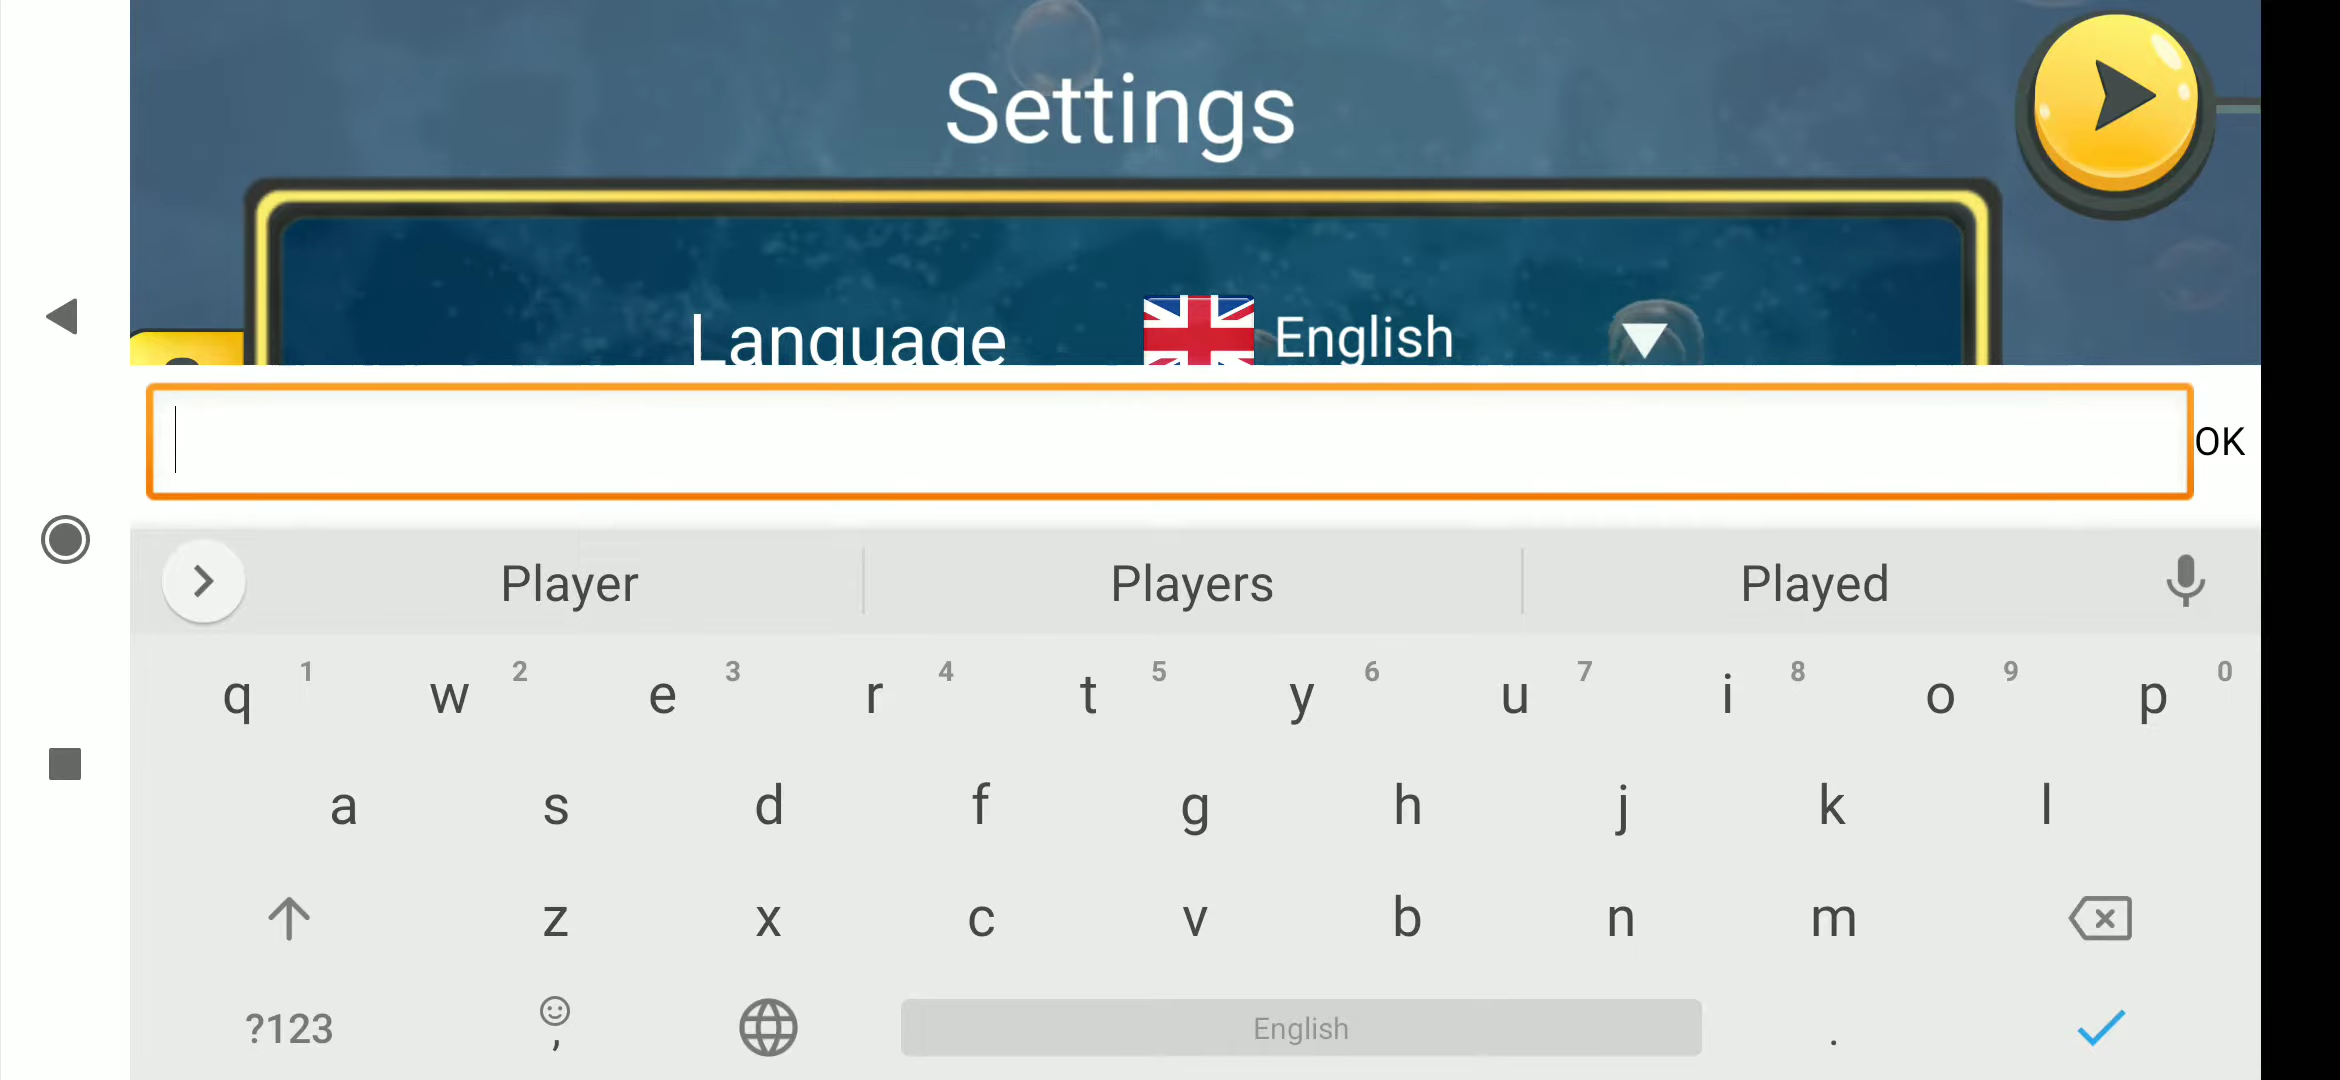 Settings
Language English
OK
Player Players Played
q 1 w 2 e 3 r 4 t 5 y 6 u 7 i 8 o 9 p 0
a s d f g h j k l
z x c v b n m
?123 , English .